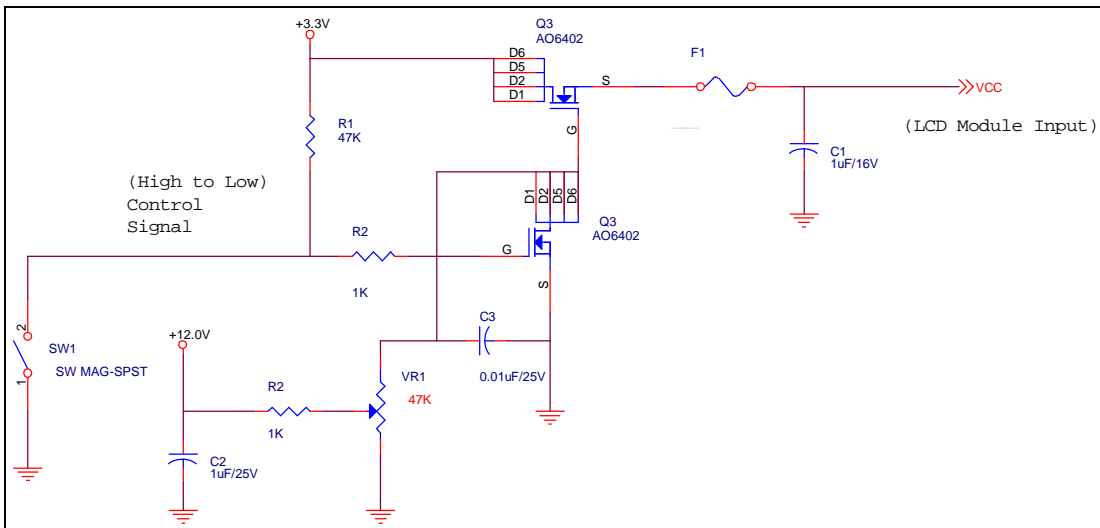 Q3
AO6402
+3.3V
D6
D5
D2
D1
S
G
F1
VCC
(LCD Module Input)
C1
1uF/16V
R1
47K
(High to Low)
Control
Signal
D1
D2
D5
D6
Q3
AO6402
R2
1K
G
S
2
1
SW1
SW MAG-SPST
+12.0V
C3
0.01uF/25V
R2
1K
VR1
47K
C2
1uF/25V